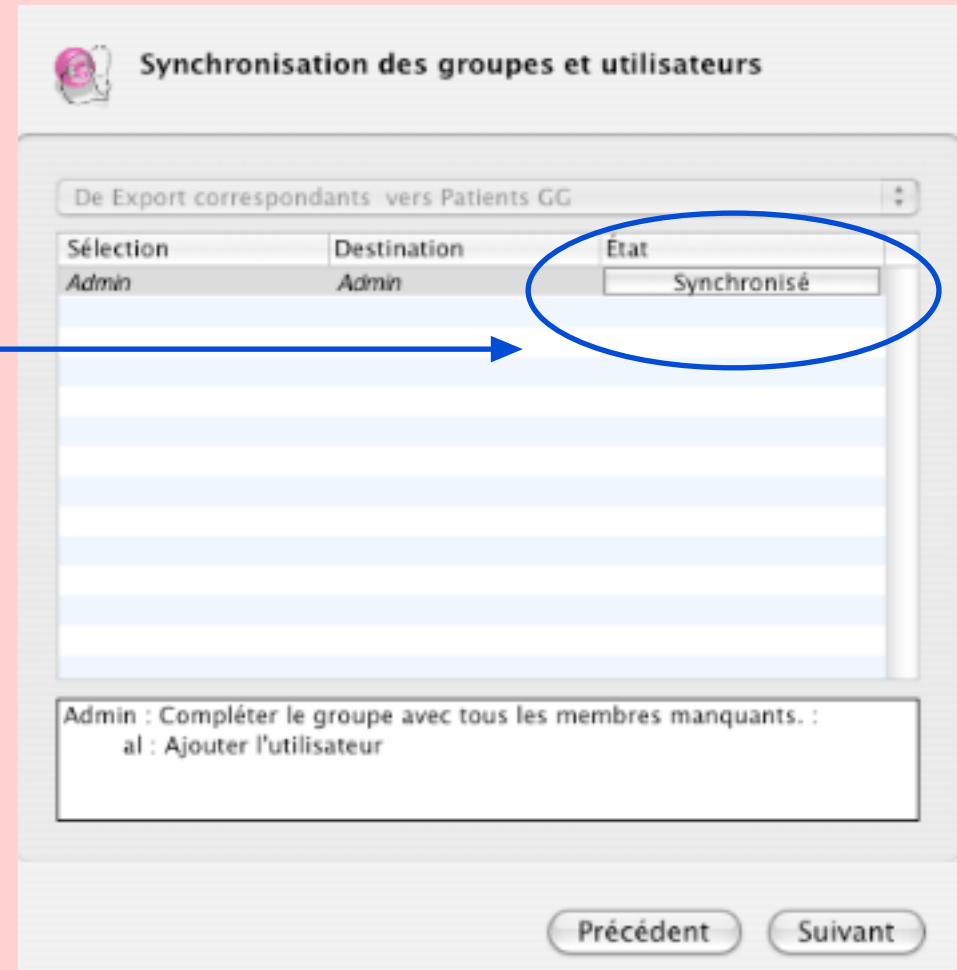 Synchronisation des groupes et utilisateurs
De Export correspondants vers Patients GG
Sélection Destination État
Admin Admin Synchronisé
Admin : Compléter le groupe avec tous les membres manquants. :
al : Ajouter l'utilisateur
Précédent Suivant